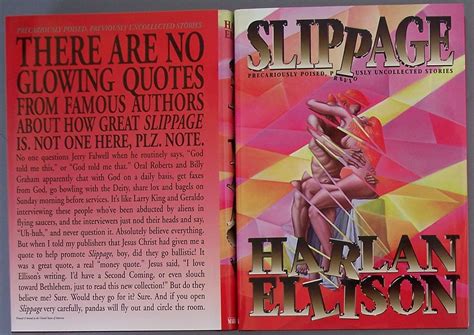 PRECARIOUSLY POISED, PREVIOUSLY UNCOLLECTED STORIES
THERE ARE NO
GLOWING QUOTES
FROM FAMOUS AUTHORS
ABOUT HOW GREAT SLIPPAGE
IS. NOT ONE HERE, PLZ. NOTE.
No one questions Jerry Falwell when he routinely says, "God
told me this," or "God told me that." Oral Roberts and Billy
Graham apparently chat with God on a daily basis, get faxes
from God, go bowling with the Deity, share lox and bagels on
Sunday morning before services. It's like Larry King and Geraldo
interviewing those people who've been abducted by aliens in
flying saucers, and the interviewers just nod their heads and say,
"Uh-huh," and never question it. Absolutely believe everything.
But when I told my publishers that Jesus Christ had given me a
quote to help promote Slippage, boy, did they go ballistic! It
was a great quote, a real "money quote." Jesus said, "I love
Ellison's writing. I'd have a Second Coming, or even slouch
toward Bethlehem, just to read this new collection!" But do they
believe me? Sure. Would they go for it? Sure. And if you open
Slippage very carefully, pandas will fly out and circle the room.
HARLAN
ELLISON
SLIPPAGE
PRECARIOUSLY POISED, PREVIOUSLY UNCOLLECTED STORIES
HARLAN
ELLISON